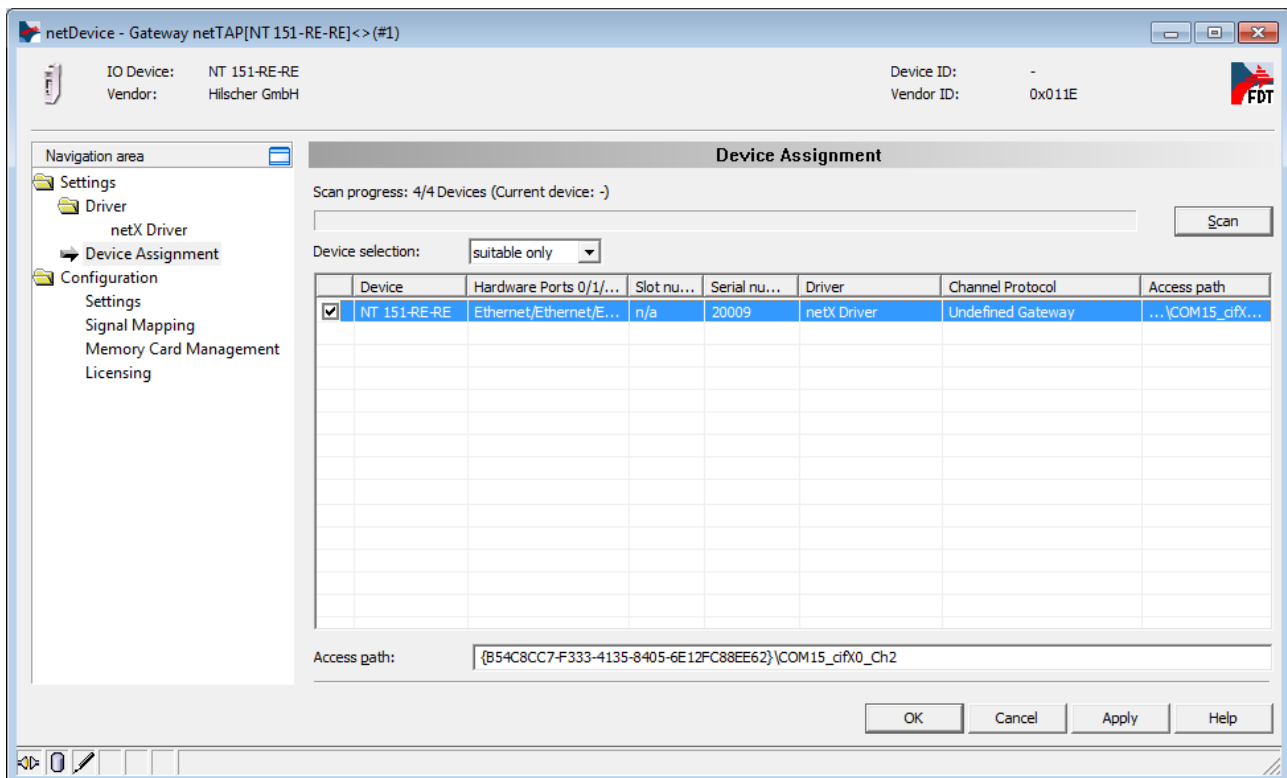 netDevice - Gateway netTAP[NT 151-RE-RE]<>(#1)
IO Device: NT 151-RE-RE Device ID: -
Vendor: Hilscher GmbH Vendor ID: 0x011E
FDT
Navigation area
Settings
Driver
netX Driver
Device Assignment
Configuration
Settings
Signal Mapping
Memory Card Management
Licensing
Device Assignment
Scan progress: 4/4 Devices (Current device: -)
Scan
Device selection: suitable only
Device Hardware Ports 0/1/... Slot nu... Serial nu... Driver Channel Protocol Access path
NT 151-RE-RE Ethernet/Ethernet/E... n/a 20009 netX Driver Undefined Gateway ...\COM15_cifX...
Access path: {B54C8CC7-F333-4135-8405-6E12FC88EE62}\COM15_cifX0_Ch2
OK Cancel Apply Help